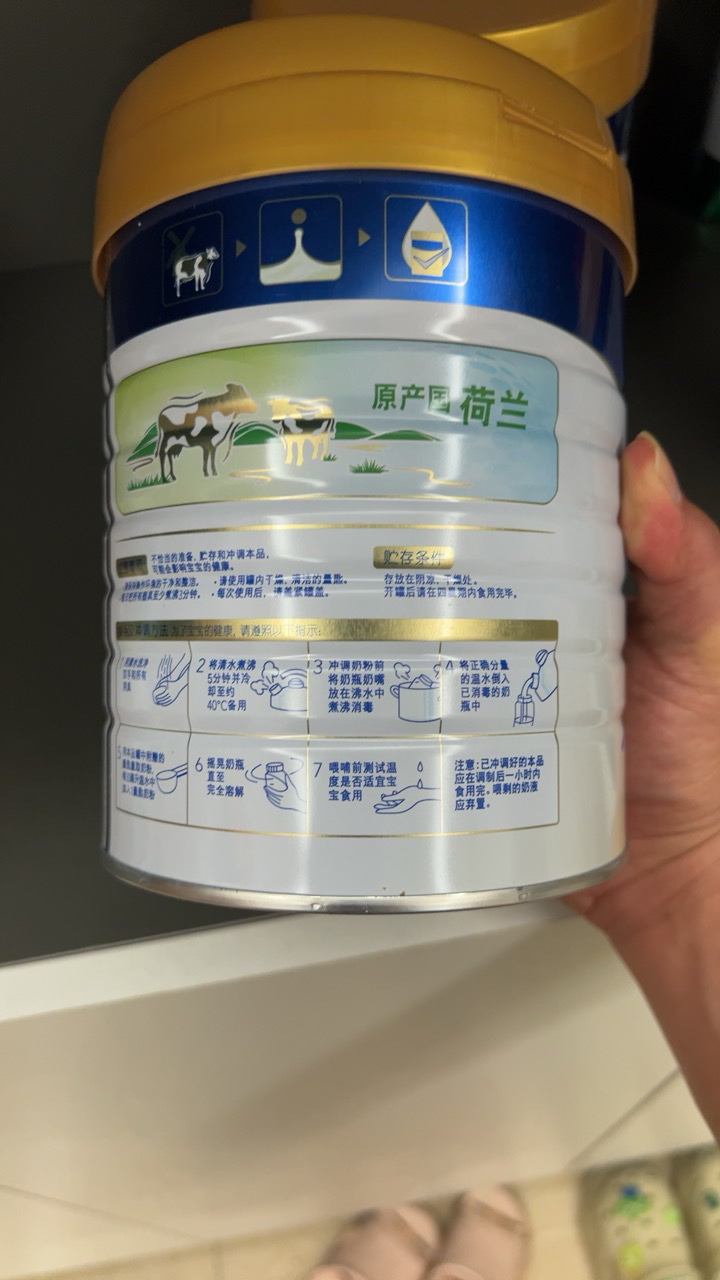 原产国 荷兰
不恰当的准备、贮存和冲调本品,
可能会影响宝宝的健康。
·请使用罐内干燥、清洁的量匙。
·每次使用后,请盖紧罐盖。
贮存条件
存放在阴凉、干燥处。
开罐后请在四星期内食用完毕。
冲调方法 为了宝宝的健康, 请遵照以下指示:
2 将清水煮沸
5分钟并冷
却至约
40℃备用
3 冲调奶粉前
将奶瓶奶嘴
放在沸水中
煮沸消毒
4 将正确分量
的温水倒入
已消毒的奶
瓶中
5
6 摇晃奶瓶
直至
完全溶解
7 喂哺前测试温
度是否适宜宝
宝食用
注意:已冲调好的本品
应在调制后一小时内
食用完。喂剩的奶液
应弃置。